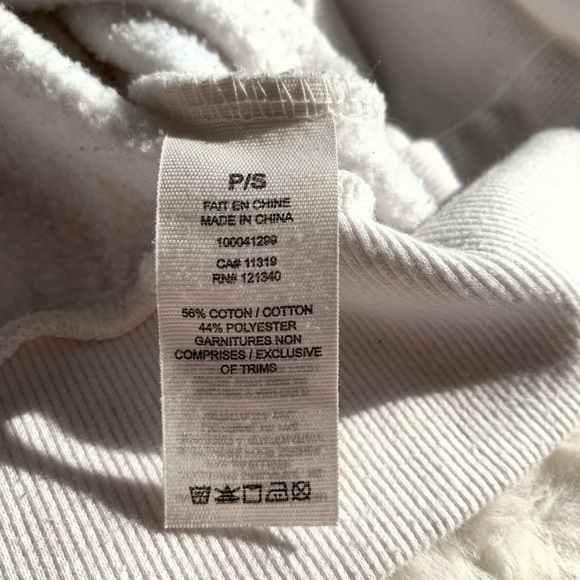 P/S
FAIT EN CHINE
MADE IN CHINA
100041299
CA# 11319
RN# 121340
56% COTON / COTTON
44% POLYESTER
GARNITURES NON
COMPRISES / EXCLUSIVE
OF TRIMS